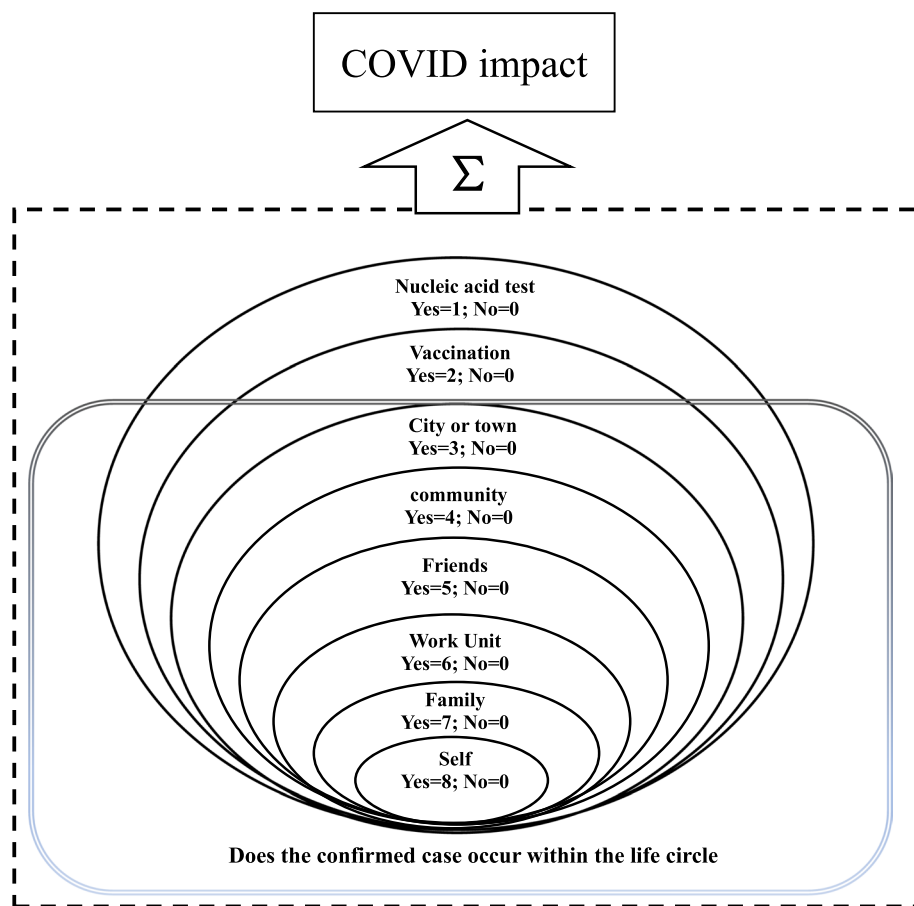 COVID impact
Σ
Nucleic acid test
Yes=1; No=0
Vaccination
Yes=2; No=0
City or town
Yes=3; No=0
community
Yes=4; No=0
Friends
Yes=5; No=0
Work Unit
Yes=6; No=0
Family
Yes=7; No=0
Self
Yes=8; No=0
Does the confirmed case occur within the life circle